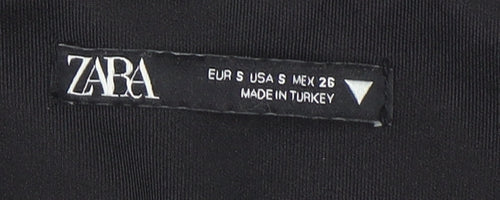 ZARA
EUR S USA S MEX 26
MADE IN TURKEY